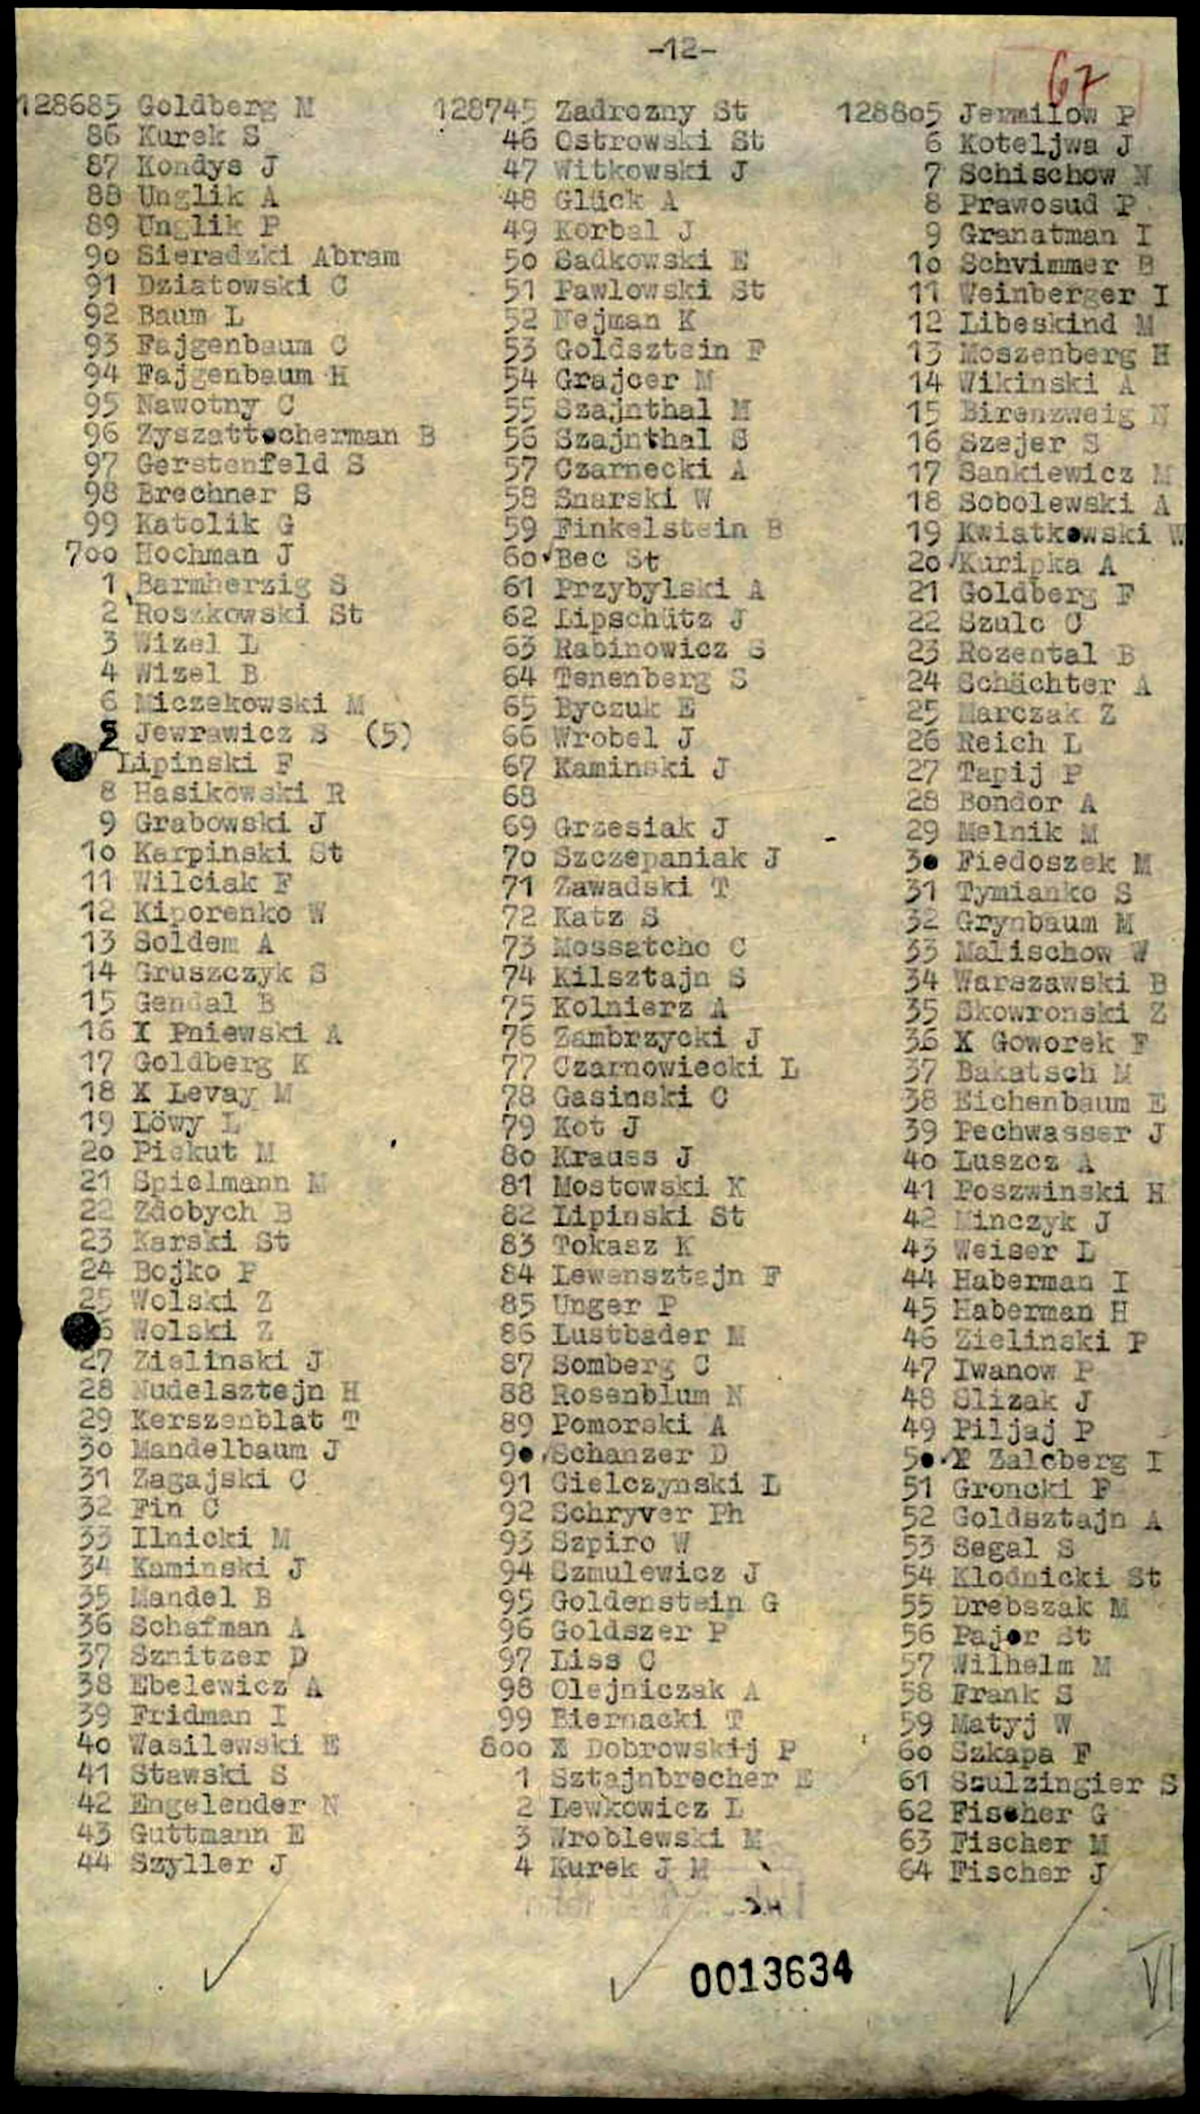 -12-
67
128685 Goldberg M
86 Kurek S
87 Kondys J
88 Unglik A
89 Unglik P
90 Sieradzki Abram
91 Dziatowski C
92 Baum L
93 Fajgenbaum C
94 Fajgenbaum H
95 Nawotny C
96 Zyszattecherman B
97 Gerstenfeld S
98 Brechner S
99 Katolik G
700 Hochman J
1 Barmherzig S
2 Roszkowski St
3 Wizel L
4 Wizel B
6 Miczekowski M
5 Jewrawicz S (5)
Lipinski F
8 Hasikowski R
9 Grabowski J
10 Karpinski St
11 Wilciak F
12 Kiporenko W
13 Soldem A
14 Gruszczyk S
15 Gendal B
16 X Pniewski A
17 Goldberg K
18 X Levay M
19 Löwy L
20 Piekut M
21 Spielmann M
22 Zdobych B
23 Karski St
24 Bojko P
25 Wolski Z
6 Wolski Z
27 Zielinski J
28 Nudelsztejn H
29 Kerszenblat T
30 Mandelbaum J
31 Zagajski C
32 Fin C
33 Ilnicki M
34 Kaminski J
35 Mandel B
36 Schafman A
37 Sznitzer D
38 Ebelewicz A
39 Fridman I
40 Wasilewski E
41 Stawski S
42 Engelender N
43 Guttmann E
44 Szyller J
128745 Zadrozny St
46 Ostrowski St
47 Witkowski J
48 Glück A
49 Korbal J
50 Sadkowski E
51 Pawlowski St
52 Nejman K
53 Goldsztein F
54 Grajcer M
55 Szajnthal M
56 Szajnthal S
57 Czarnecki A
58 Snarski W
59 Finkelstein B
60 Bec St
61 Przybylski A
62 Lipschütz J
63 Rabinowicz S
64 Tenenberg S
65 Byczuk E
66 Wrobel J
67 Kaminski J
68
69 Grzesiak J
70 Szczepaniak J
71 Zawadski T
72 Katz S
73 Mossatcho C
74 Kilsztajn S
75 Kolnierz A
76 Zambrzycki J
77 Czarnowiecki L
78 Gasinski C
79 Kot J
80 Krauss J
81 Mostowski K
82 Lipinski St
83 Tokasz K
84 Lewensztajn F
85 Unger P
86 Lustbader M
87 Somberg C
88 Rosenblum N
89 Pomorski A
90 Schanzer D
91 Gielczynski L
92 Schryver Ph
93 Szpiro W
94 Szmulewicz J
95 Goldenstein G
96 Goldszer P
97 Liss C
98 Olejniczak A
99 Biernacki T
800 X Dobrowskij P
1 Sztajnbrecher E
2 Lewkowicz L
3 Wroblewski M
4 Kurek J M
128805 Jermilow P
6 Koteljwa J
7 Schischow N
8 Prawosud P
9 Granatman I
10 Schvimmer B
11 Weinberger I
12 Libeskind M
13 Moszenberg H
14 Wikinski A
15 Birenzweig N
16 Szejer S
17 Sankiewicz M
18 Sobolewski A
19 Kwiatkowski W
20 Kuripka A
21 Goldberg F
22 Szulc C
23 Rozental B
24 Schächter A
25 Marczak Z
26 Reich L
27 Tapij P
28 Bondor A
29 Melnik M
30 Fiedoszek M
31 Tymianko S
32 Grynbaum M
33 Malischow W
34 Warszawski B
35 Skowronski Z
36 X Goworek F
37 Bakatsch M
38 Eichenbaum E
39 Pechwasser J
40 Luszcz A
41 Poszwinski H
42 Minczyk J
43 Weiser L
44 Haberman I
45 Haberman H
46 Zielinski P
47 Iwanow P
48 Slizak J
49 Piljaj P
50 X Zalcberg I
51 Groncki F
52 Goldsztajn A
53 Segal S
54 Klodnicki St
55 Drebszak M
56 Pajor St
57 Wilhelm M
58 Frank S
59 Matyj W
60 Szkapa F
61 Szulzingier S
62 Fischer G
63 Fischer M
64 Fischer J
0013634
VI